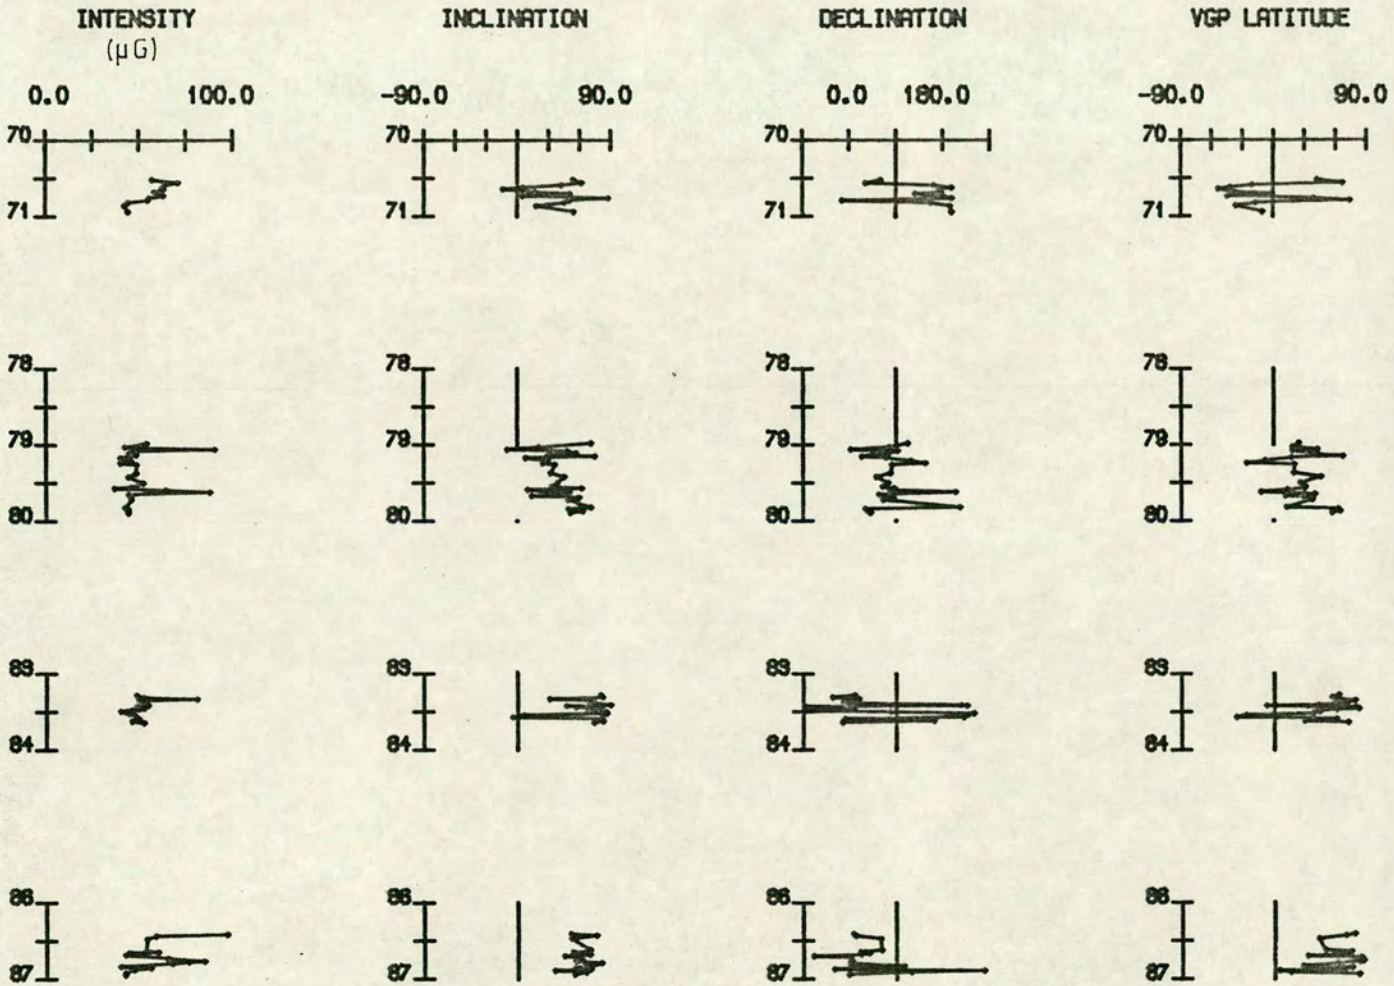 INTENSITY INCLINATION DECLINATION VGP LATITUDE
(µG)
0.0 100.0 -90.0 90.0 0.0 180.0 -90.0 90.0
70 70 70 70
71 71 71 71
78 78 78 78
79 79 79 79
80 80 80 80
83 83 83 83
84 84 84 84
86 86 86 86
87 87 87 87